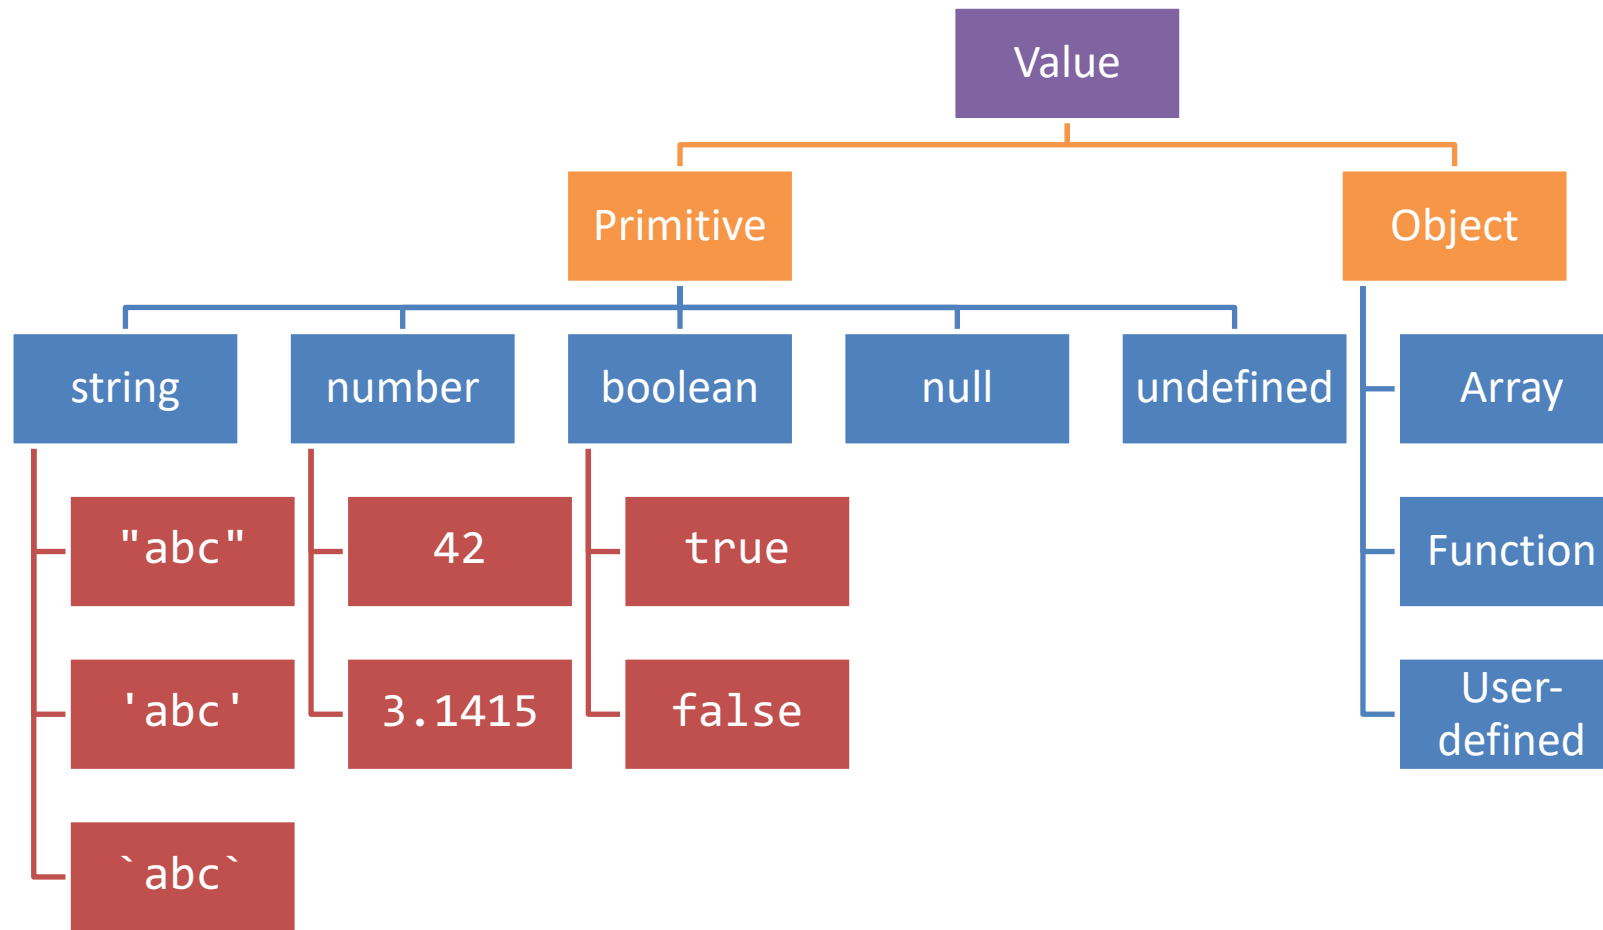 Value
Primitive
Object
string
number
boolean
null
undefined
Array
"abc"
42
true
Function
'abc'
3.1415
false
User-
defined
`abc`